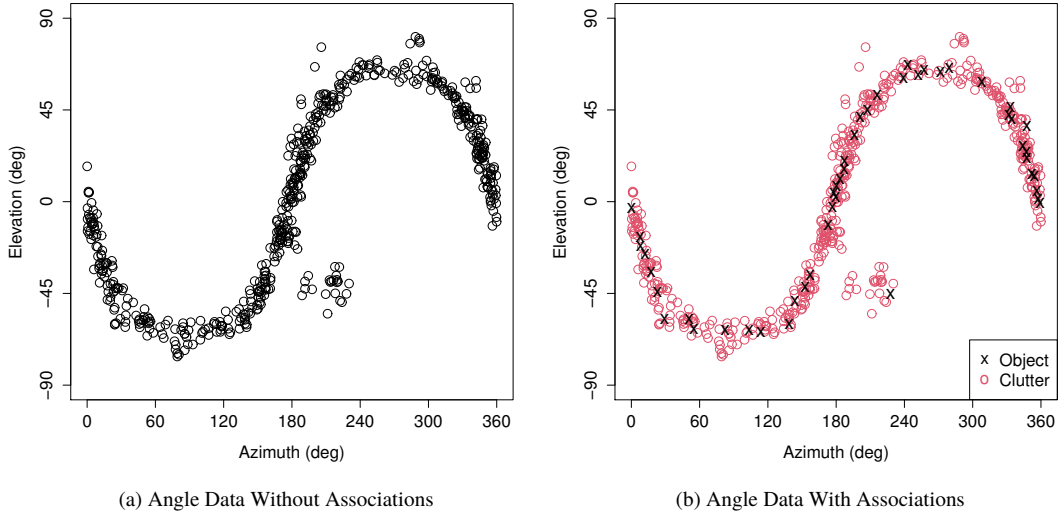 90
45
0
−45
−90
Elevation (deg)
0 60 120 180 240 300 360
Azimuth (deg)
(a) Angle Data Without Associations
90
45
0
−45
−90
Elevation (deg)
x Object
o Clutter
0 60 120 180 240 300 360
Azimuth (deg)
(b) Angle Data With Associations